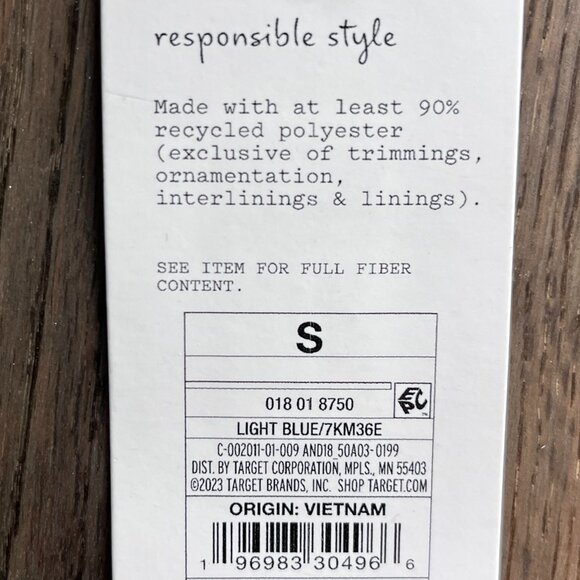 responsible style
Made with at least 90%
recycled polyester
(exclusive of trimmings,
ornamentation,
interlinings & linings).
SEE ITEM FOR FULL FIBER
CONTENT.
S
018 01 8750
EPC™
LIGHT BLUE/7KM36E
C-002011-01-009 AND18_50A03-0199
DIST. BY TARGET CORPORATION, MPLS., MN 55403
©2023 TARGET BRANDS, INC. SHOP TARGET.COM
ORIGIN: VIETNAM
1 96983 30496 6